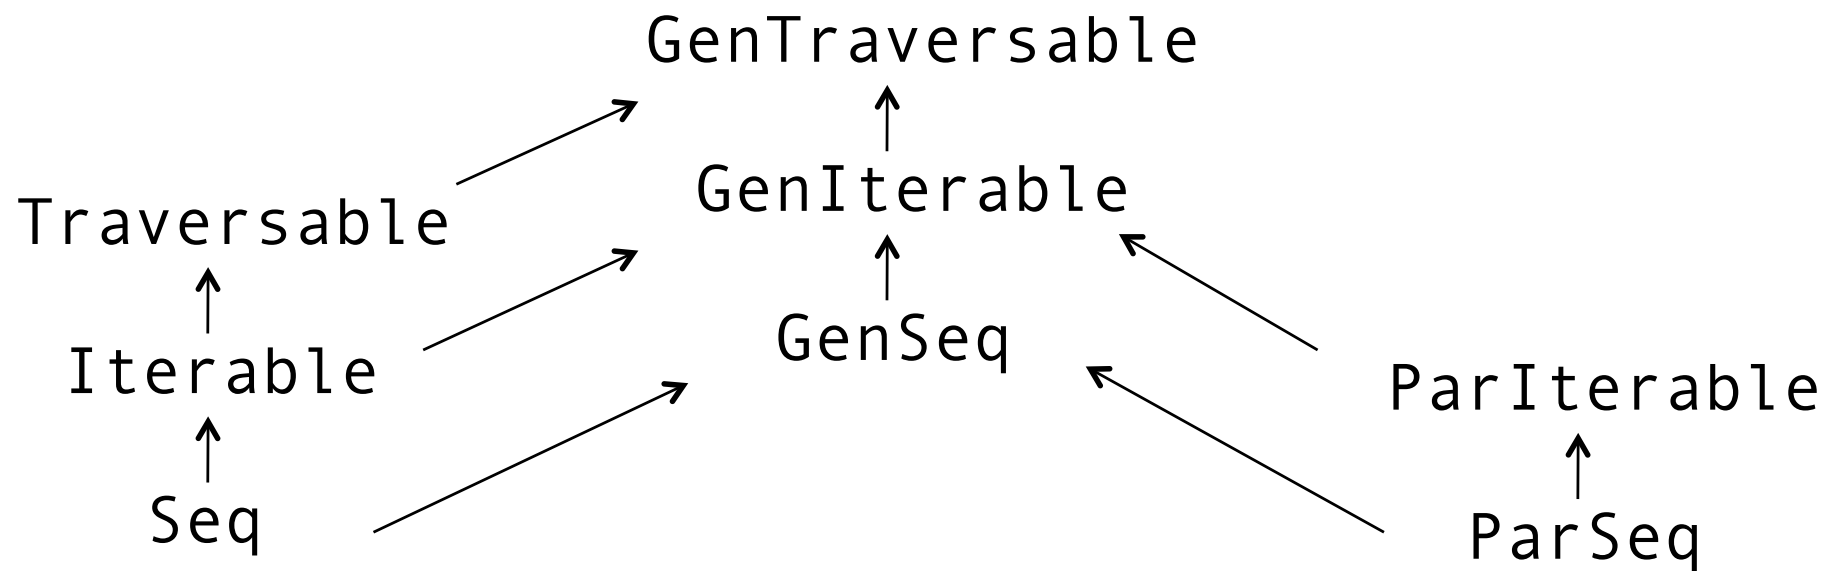 GenTraversable
GenIterable
Traversable
GenSeq
Iterable
ParIterable
Seq
ParSeq